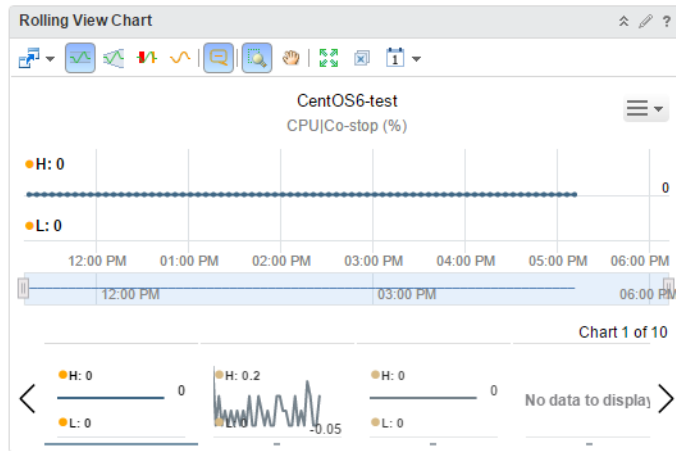 Rolling View Chart ?
1
CentOS6-test
CPU|Co-stop (%)
H: 0
0
L: 0
12:00 PM 01:00 PM 02:00 PM 03:00 PM 04:00 PM 05:00 PM 06:00 PM
12:00 PM 03:00 PM 06:00 PM
Chart 1 of 10
H: 0 H: 0.2 H: 0
0 0 No data to display
L: 0 L: 0 -0.05 L: 0